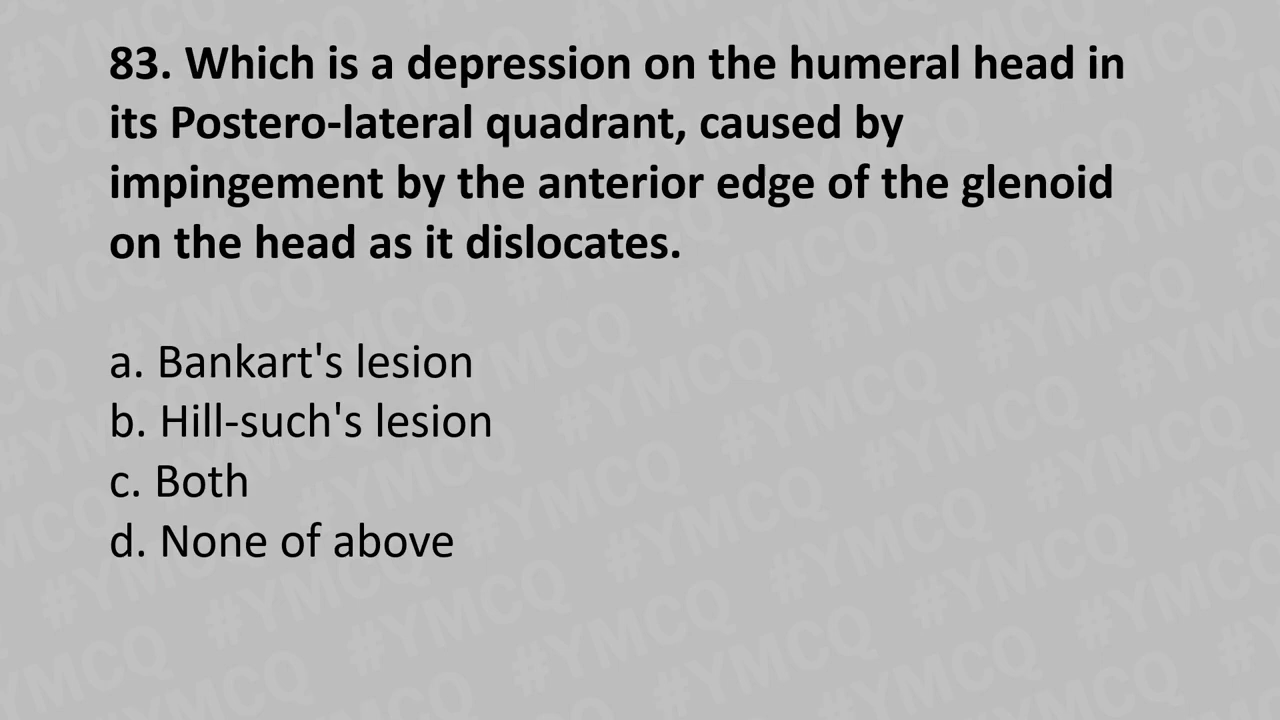 83. Which is a depression on the humeral head in
its Postero-lateral quadrant, caused by
impingement by the anterior edge of the glenoid
on the head as it dislocates.
a. Bankart's lesion
b. Hill-such's lesion
c. Both
d. None of above
#YMCQ